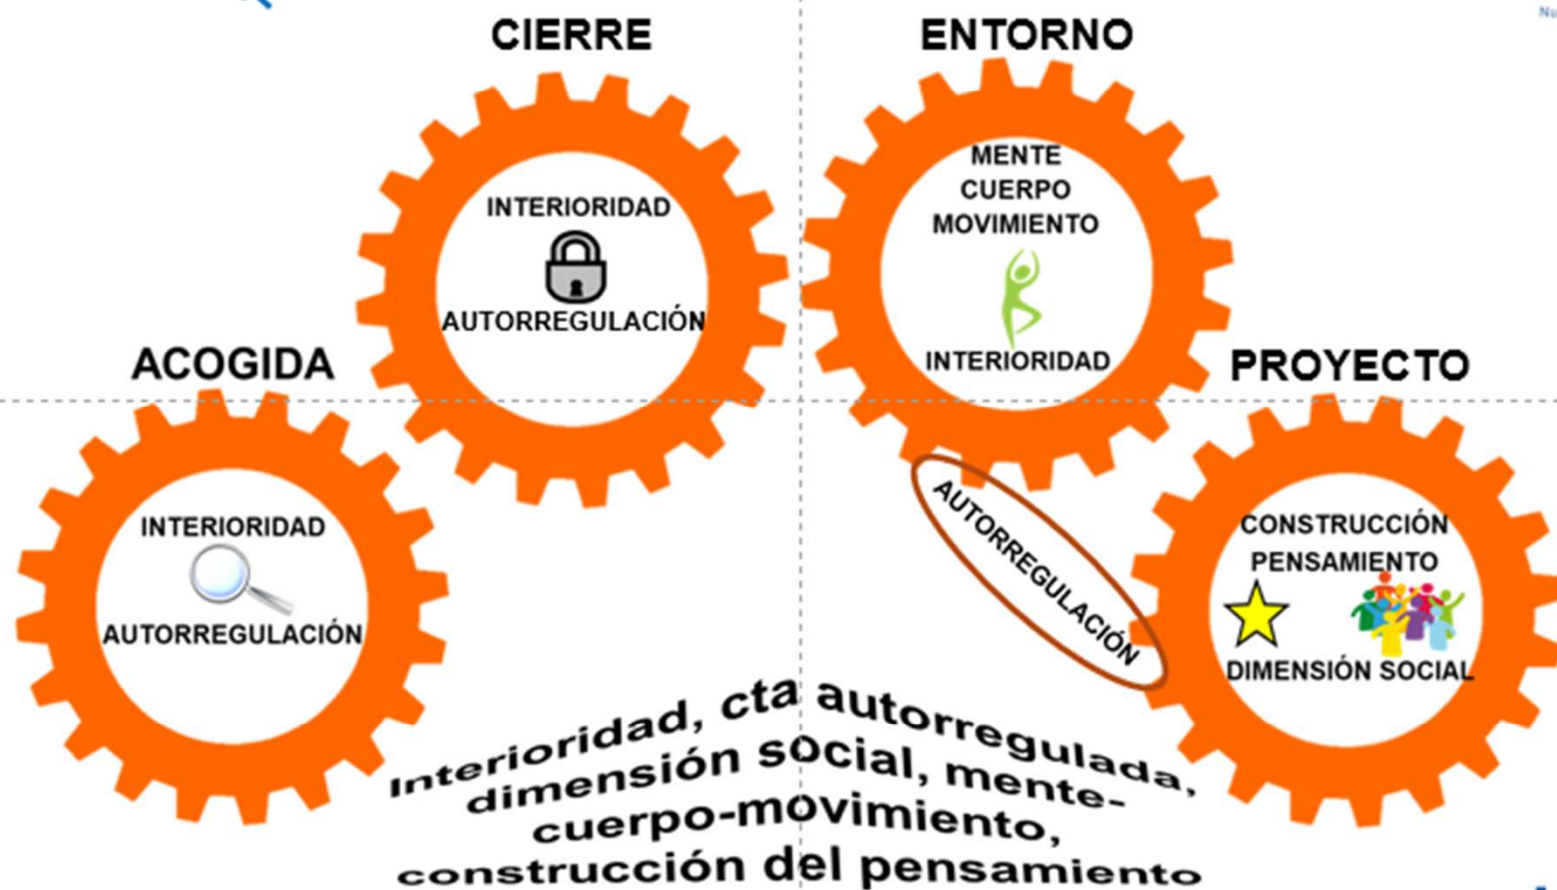 CIERRE
INTERIORIDAD
AUTORREGULACIÓN
ENTORNO
MENTE
CUERPO
MOVIMIENTO
INTERIORIDAD
ACOGIDA
INTERIORIDAD
AUTORREGULACIÓN
AUTORREGULACIÓN
PROYECTO
CONSTRUCCIÓN
PENSAMIENTO
DIMENSIÓN SOCIAL
Interioridad, cta autorregulada,
dimensión social, mente-
cuerpo-movimiento,
construcción del pensamiento